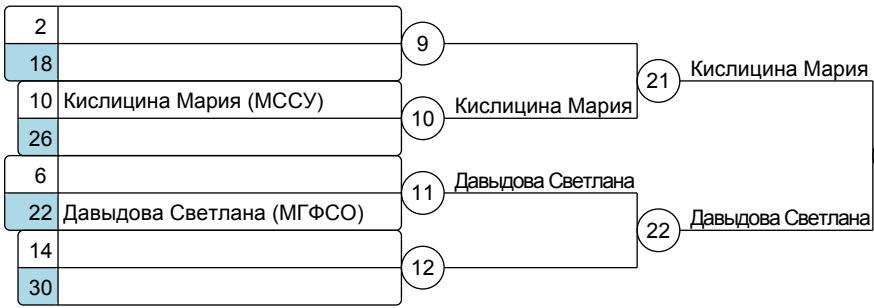 2
9
18
21 Кислицина Мария
10 Кислицина Мария (МССУ)
10 Кислицина Мария
26
6
11 Давыдова Светлана
22 Давыдова Светлана (МГФСО)
22 Давыдова Светлана
14
12
30